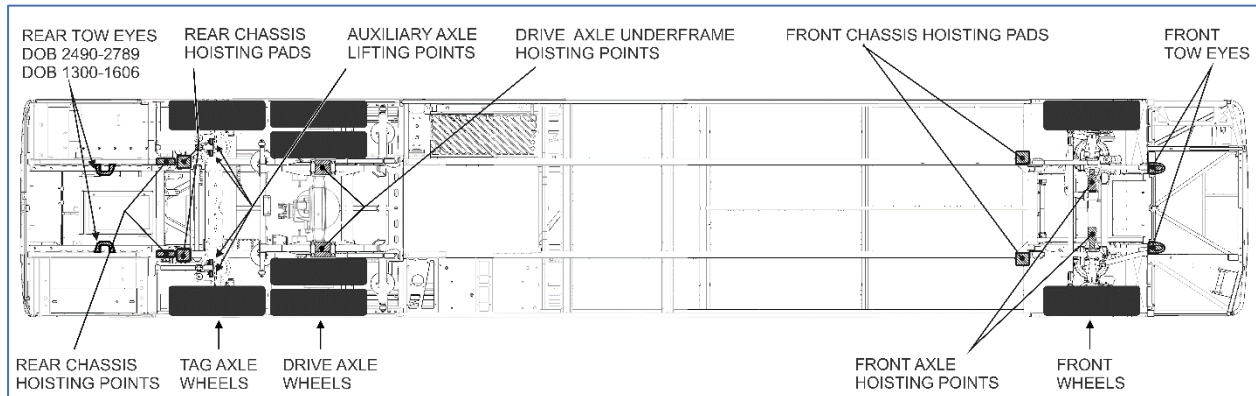 REAR TOW EYES
DOB 2490-2789
DOB 1300-1606
REAR CHASSIS
HOISTING PADS
AUXILIARY AXLE
LIFTING POINTS
DRIVE AXLE UNDERFRAME
HOISTING POINTS
FRONT CHASSIS HOISTING PADS
FRONT
TOW EYES
REAR CHASSIS
HOISTING POINTS
TAG AXLE
WHEELS
DRIVE AXLE
WHEELS
FRONT AXLE
HOISTING POINTS
FRONT
WHEELS